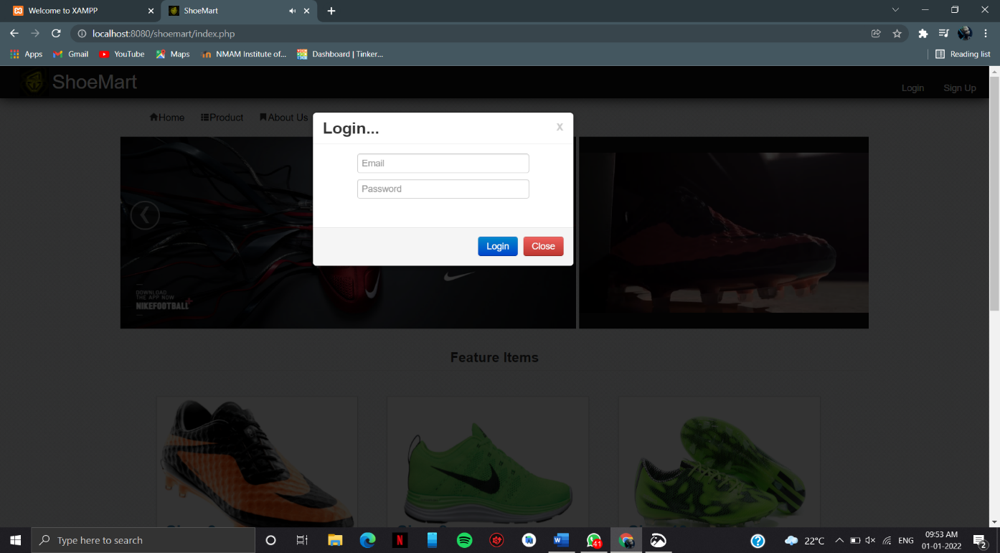 Welcome to XAMPP
ShoeMart
localhost:8080/shoemart/index.php
Apps Gmail YouTube Maps NMAM Institute of... Dashboard | Tinker... Reading list
ShoeMart
Login Sign Up
Home Product About Us
Login...
x
Email
Password
Login Close
DOWNLOAD
THE APP NOW
NIKEFOOTBALL
Feature Items
Type here to search
N
W
41
22°C
ENG
09:53 AM
01-01-2022
2